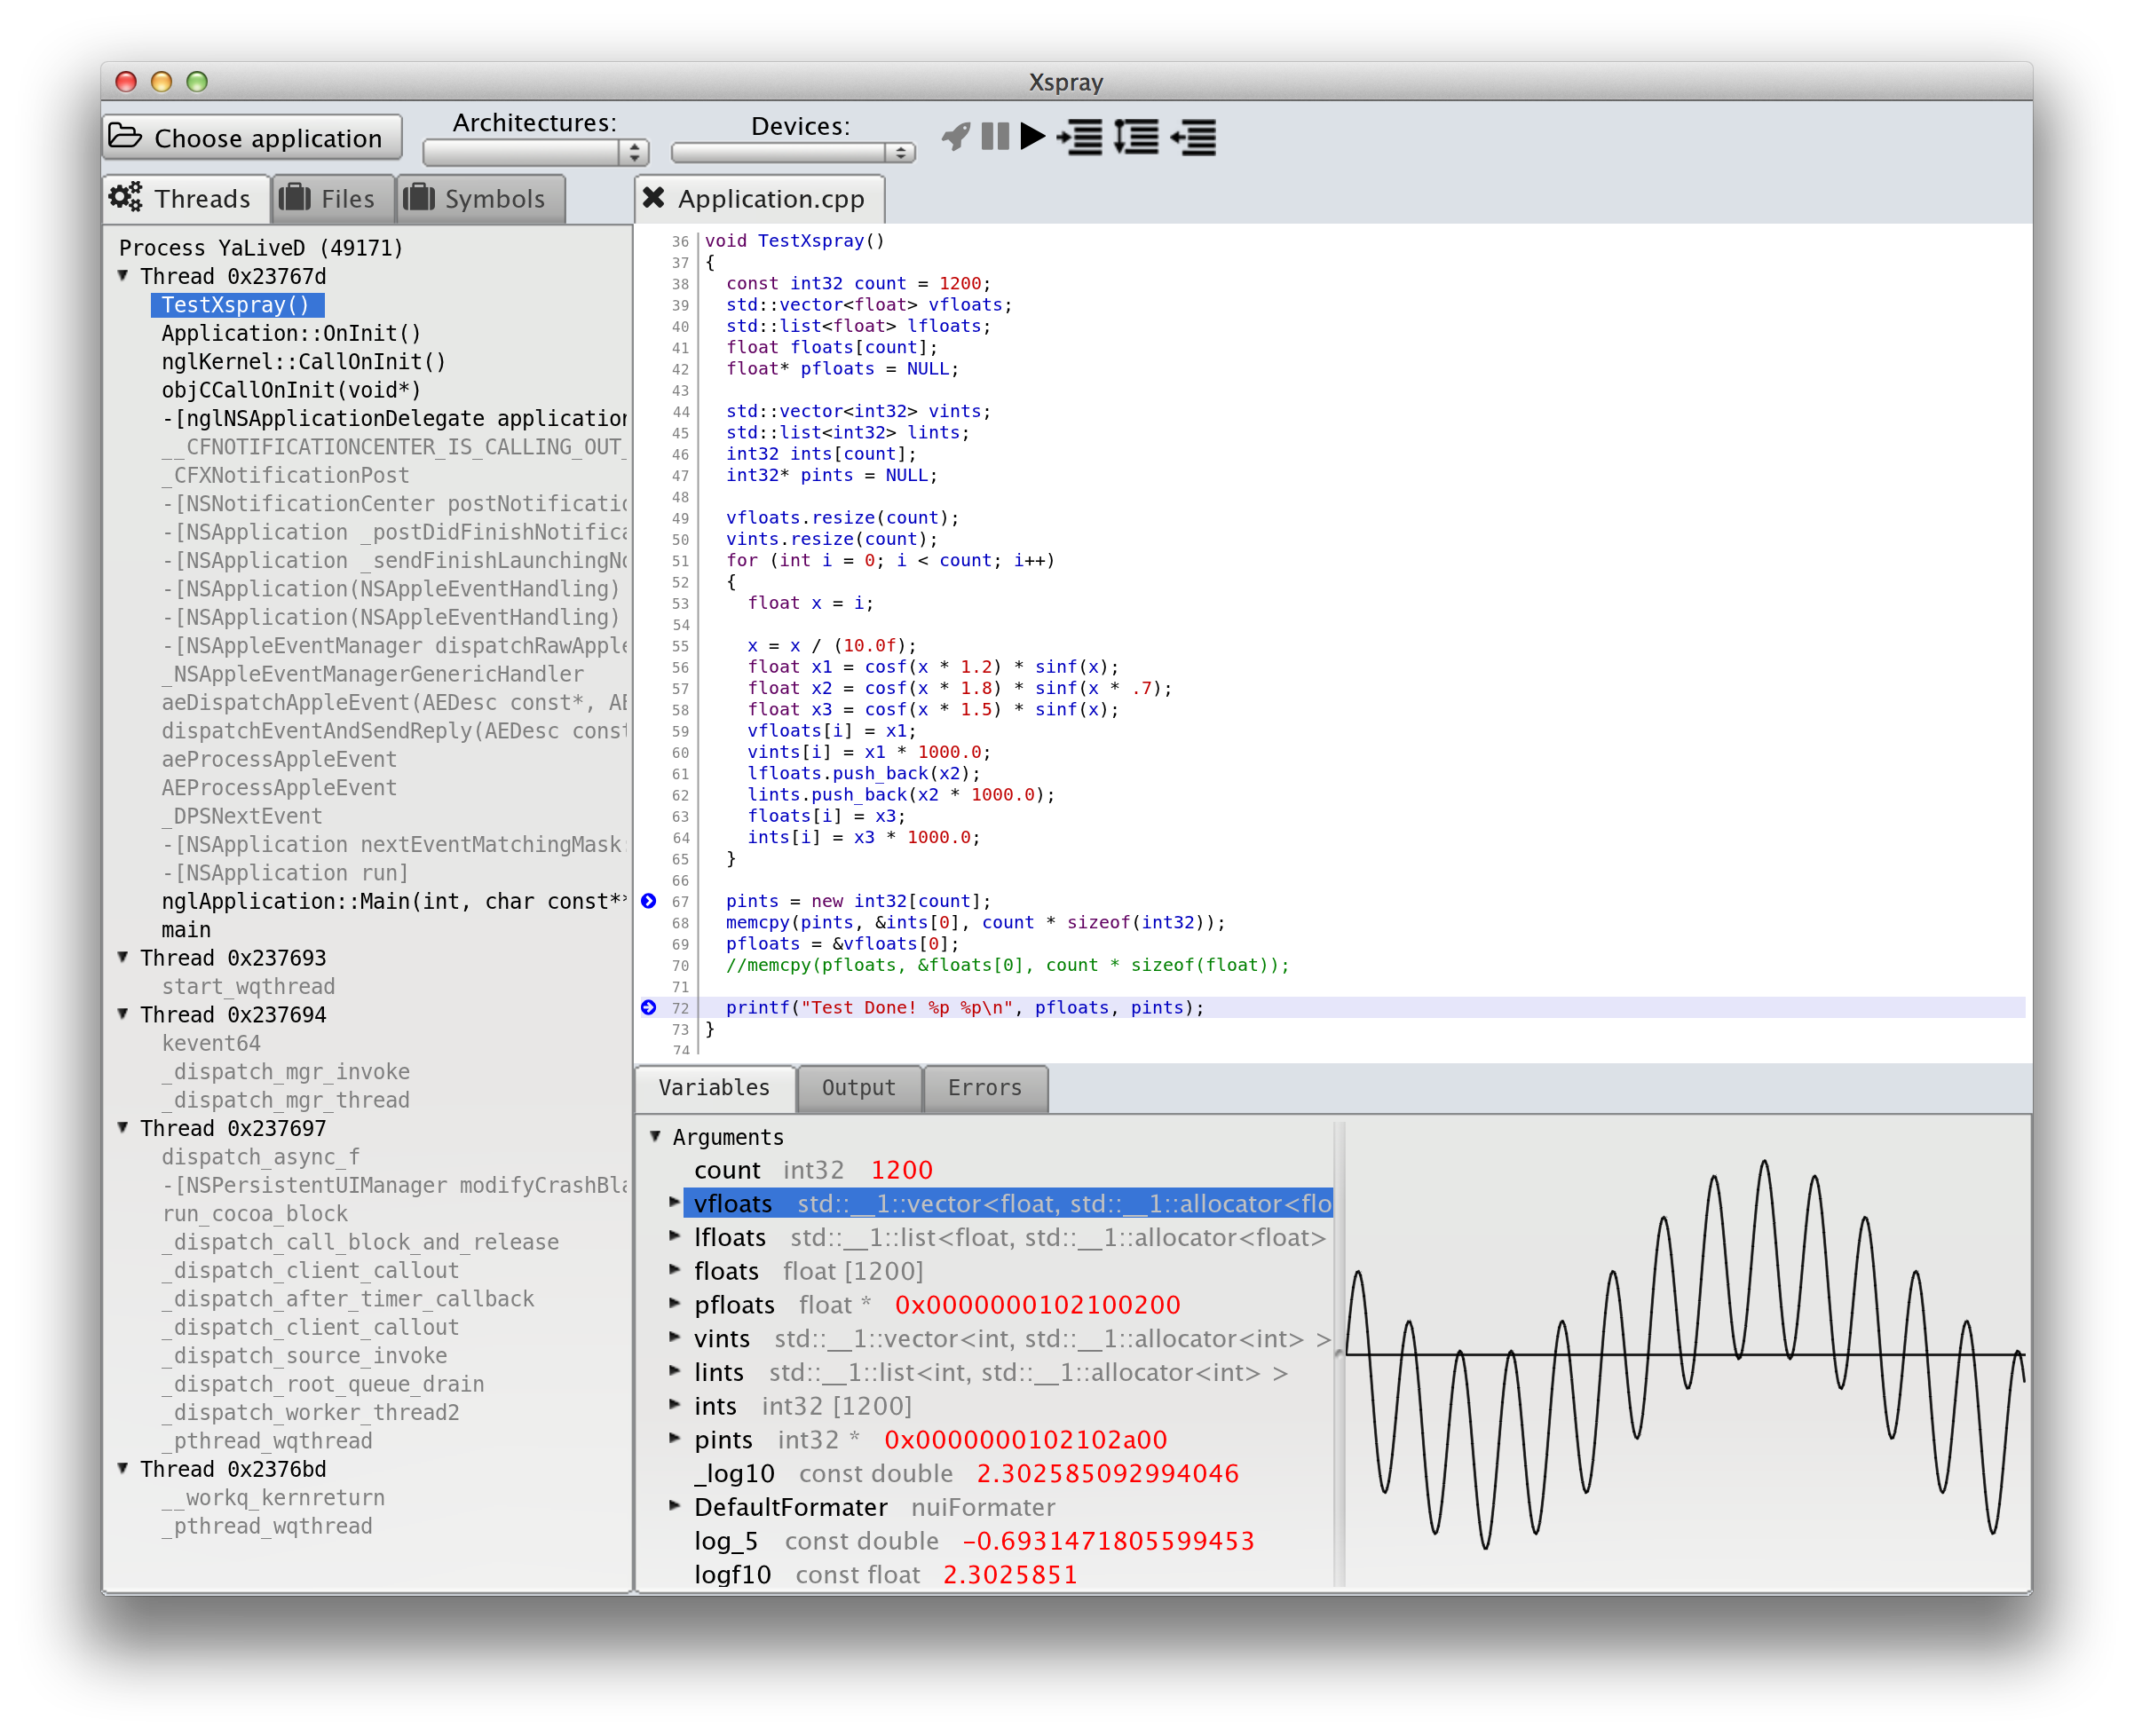 Xspray
Choose application
Architectures:
Devices:
Threads
Files
Symbols
Application.cpp
Process YaLiveD (49171)
Thread 0x23767d
TestXspray()
Application::OnInit()
nglKernel::CallOnInit()
objCCallOnInit(void*)
-[nglNSApplicationDelegate application
__CFNOTIFICATIONCENTER_IS_CALLING_OUT_
_CFXNotificationPost
-[NSNotificationCenter postNotificatio
-[NSApplication _postDidFinishNotifica
-[NSApplication _sendFinishLaunchingNo
-[NSApplication(NSAppleEventHandling)
-[NSApplication(NSAppleEventHandling)
-[NSAppleEventManager dispatchRawApple
_NSAppleEventManagerGenericHandler
aeDispatchAppleEvent(AEDesc const*, AE
dispatchEventAndSendReply(AEDesc const
aeProcessAppleEvent
AEProcessAppleEvent
_DPSNextEvent
-[NSApplication nextEventMatchingMask:
-[NSApplication run]
nglApplication::Main(int, char const**
main
Thread 0x237693
start_wqthread
Thread 0x237694
kevent64
_dispatch_mgr_invoke
_dispatch_mgr_thread
Thread 0x237697
dispatch_async_f
-[NSPersistentUIManager modifyCrashBla
run_cocoa_block
_dispatch_call_block_and_release
_dispatch_client_callout
_dispatch_after_timer_callback
_dispatch_client_callout
_dispatch_source_invoke
_dispatch_root_queue_drain
_dispatch_worker_thread2
_pthread_wqthread
Thread 0x2376bd
__workq_kernreturn
_pthread_wqthread
36 void TestXspray()
37 {
38 const int32 count = 1200;
39 std::vector<float> vfloats;
40 std::list<float> lfloats;
41 float floats[count];
42 float* pfloats = NULL;
43
44 std::vector<int32> vints;
45 std::list<int32> lints;
46 int32 ints[count];
47 int32* pints = NULL;
48
49 vfloats.resize(count);
50 vints.resize(count);
51 for (int i = 0; i < count; i++)
52 {
53 float x = i;
54
55 x = x / (10.0f);
56 float x1 = cosf(x * 1.2) * sinf(x);
57 float x2 = cosf(x * 1.8) * sinf(x * .7);
58 float x3 = cosf(x * 1.5) * sinf(x);
59 vfloats[i] = x1;
60 vints[i] = x1 * 1000.0;
61 lfloats.push_back(x2);
62 lints.push_back(x2 * 1000.0);
63 floats[i] = x3;
64 ints[i] = x3 * 1000.0;
65 }
66
67 pints = new int32[count];
68 memcpy(pints, &ints[0], count * sizeof(int32));
69 pfloats = &vfloats[0];
70 //memcpy(pfloats, &floats[0], count * sizeof(float));
71
72 printf("Test Done! %p %p\n", pfloats, pints);
73 }
74
Variables
Output
Errors
Arguments
count int32 1200
vfloats std::__1::vector<float, std::__1::allocator<flo
lfloats std::__1::list<float, std::__1::allocator<float>
floats float [1200]
pfloats float * 0x0000000102100200
vints std::__1::vector<int, std::__1::allocator<int> >
lints std::__1::list<int, std::__1::allocator<int> >
ints int32 [1200]
pints int32 * 0x0000000102102a00
_log10 const double 2.302585092994046
DefaultFormater nuiFormater
log_5 const double -0.6931471805599453
logf10 const float 2.3025851